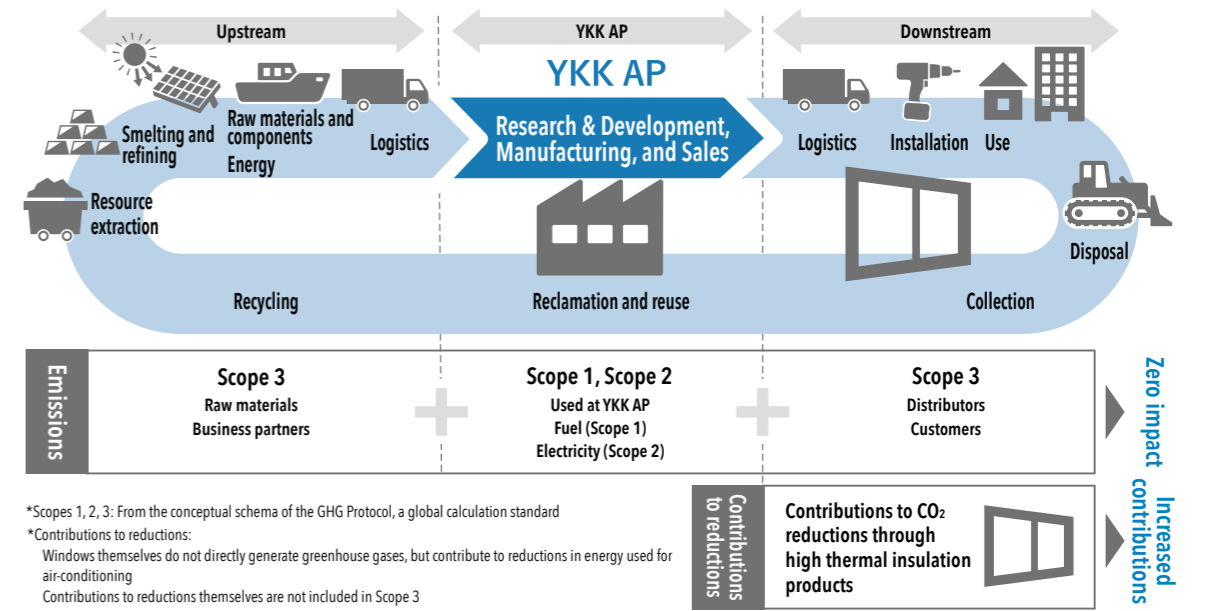 Upstream
YKK AP
Downstream
YKK AP
Smelting and
refining
Raw materials and
components
Energy
Logistics
Research & Development,
Manufacturing, and Sales
Logistics
Installation
Use
Resource
extraction
Disposal
Recycling
Reclamation and reuse
Collection
Emissions
Scope 3
Raw materials
Business partners
Scope 1, Scope 2
Used at YKK AP
Fuel (Scope 1)
Electricity (Scope 2)
Scope 3
Distributors
Customers
Zero impact
*Scopes 1, 2, 3: From the conceptual schema of the GHG Protocol, a global calculation standard
*Contributions to reductions:
Windows themselves do not directly generate greenhouse gases, but contribute to reductions in energy used for
air-conditioning
Contributions to reductions themselves are not included in Scope 3
Contributions
to reductions
Contributions to CO₂
reductions through
high thermal insulation
products
Increased
contributions